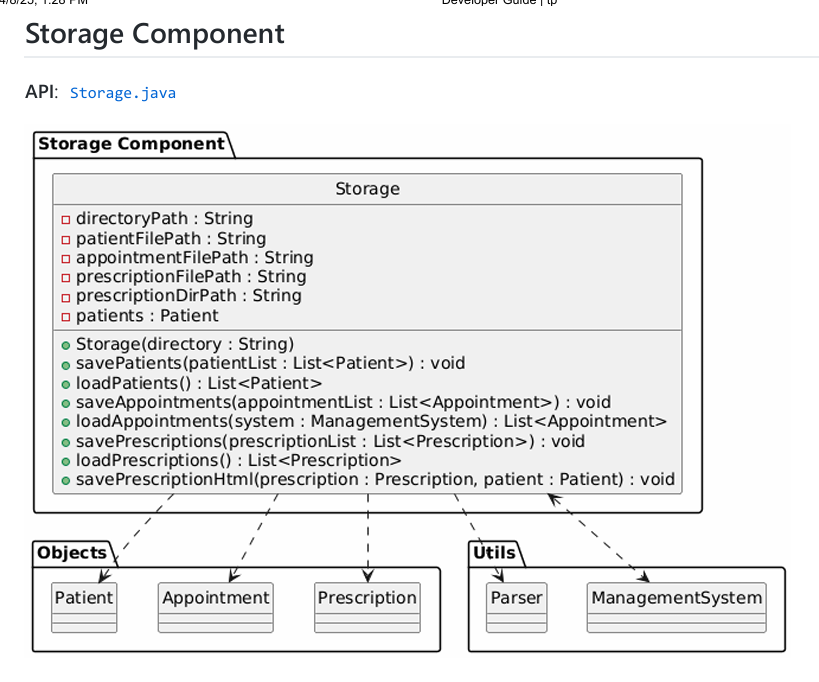 4/8/25, 1:28 PM
Developer Guide | tp
Storage Component
API: Storage.java
Storage Component
Storage
directoryPath : String
patientFilePath : String
appointmentFilePath : String
prescriptionFilePath : String
prescriptionDirPath : String
patients : Patient
Storage(directory : String)
savePatients(patientList : List<Patient>) : void
loadPatients() : List<Patient>
saveAppointments(appointmentList : List<Appointment>) : void
loadAppointments(system : ManagementSystem) : List<Appointment>
savePrescriptions(prescriptionList : List<Prescription>) : void
loadPrescriptions() : List<Prescription>
savePrescriptionHtml(prescription : Prescription, patient : Patient) : void
Objects
Patient
Appointment
Prescription
Utils
Parser
ManagementSystem